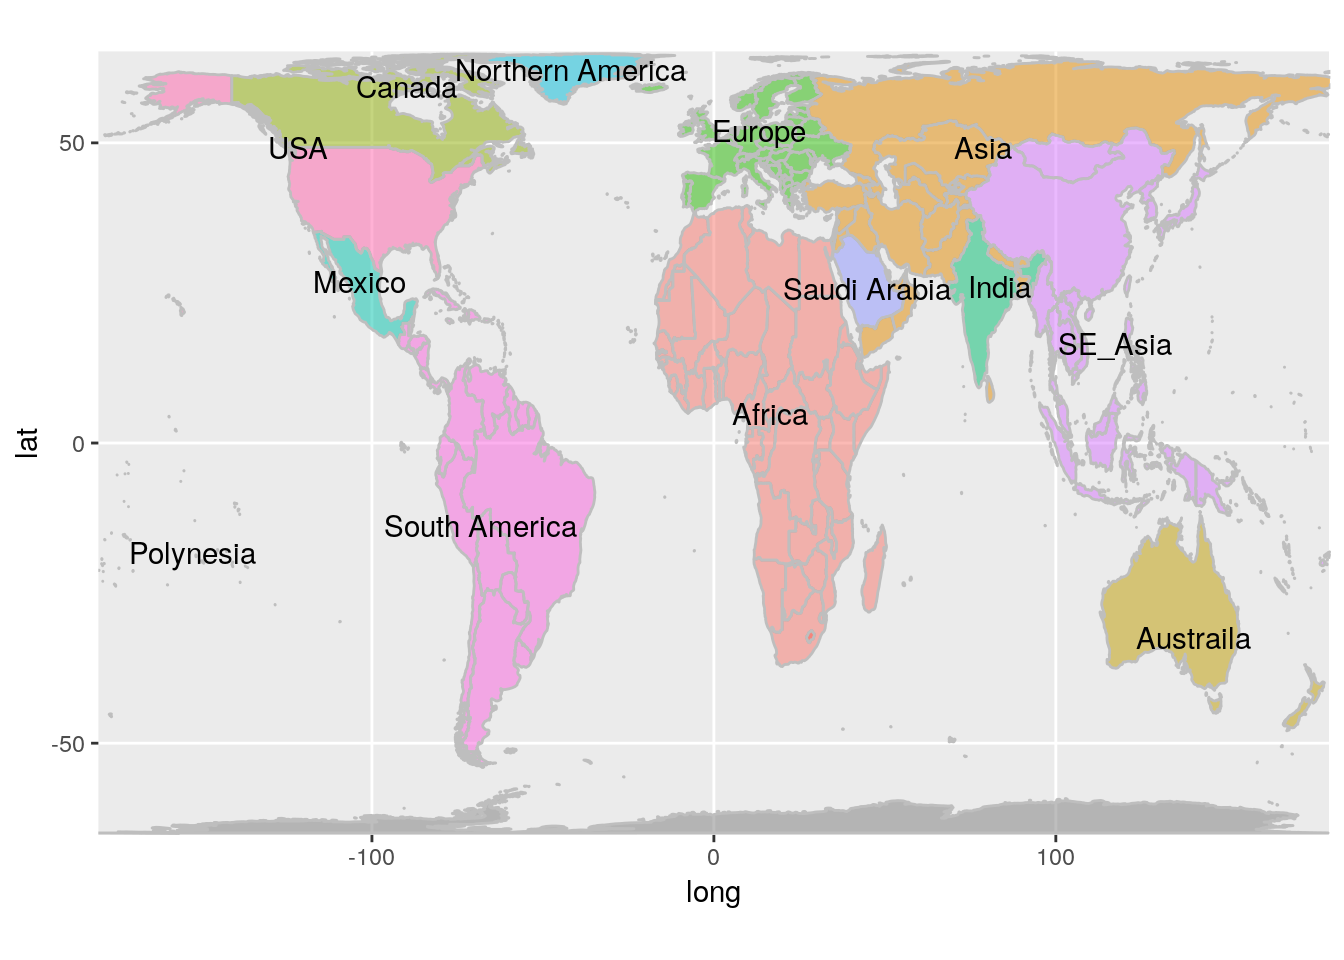 Northern America
Canada
Europe
USA
Asia
50
Mexico
Saudi Arabia
India
SE_Asia
Africa
lat
0
South America
Polynesia
Austraila
-50
-100
0
100
long